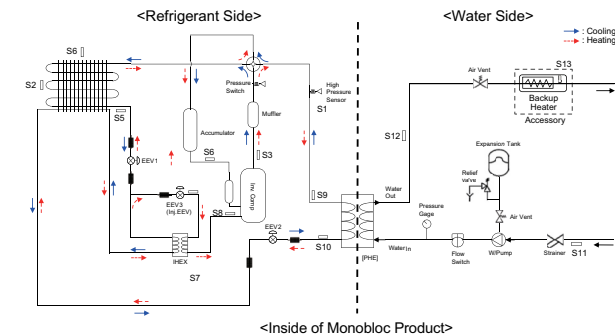 <Refrigerant Side>
<Water Side>
: Cooling
: Heating
S6
S2
S5
EEV1
Pressure
Switch
High
Pressure
Sensor
S1
Muffler
Accumulator
S6
S3
Inv. Comp
EEV3
(Inj.EEV)
S8
S9
EEV2
S10
IHEX
S7
[PHE]
Air Vent
S13
Backup
Heater
Accessory
S12
Expansion Tank
Relief
valve
Air Vent
Water
Out
Pressure
Gage
Water In
Flow
Switch
W/Pump
Strainer
S11
<Inside of Monobloc Product>